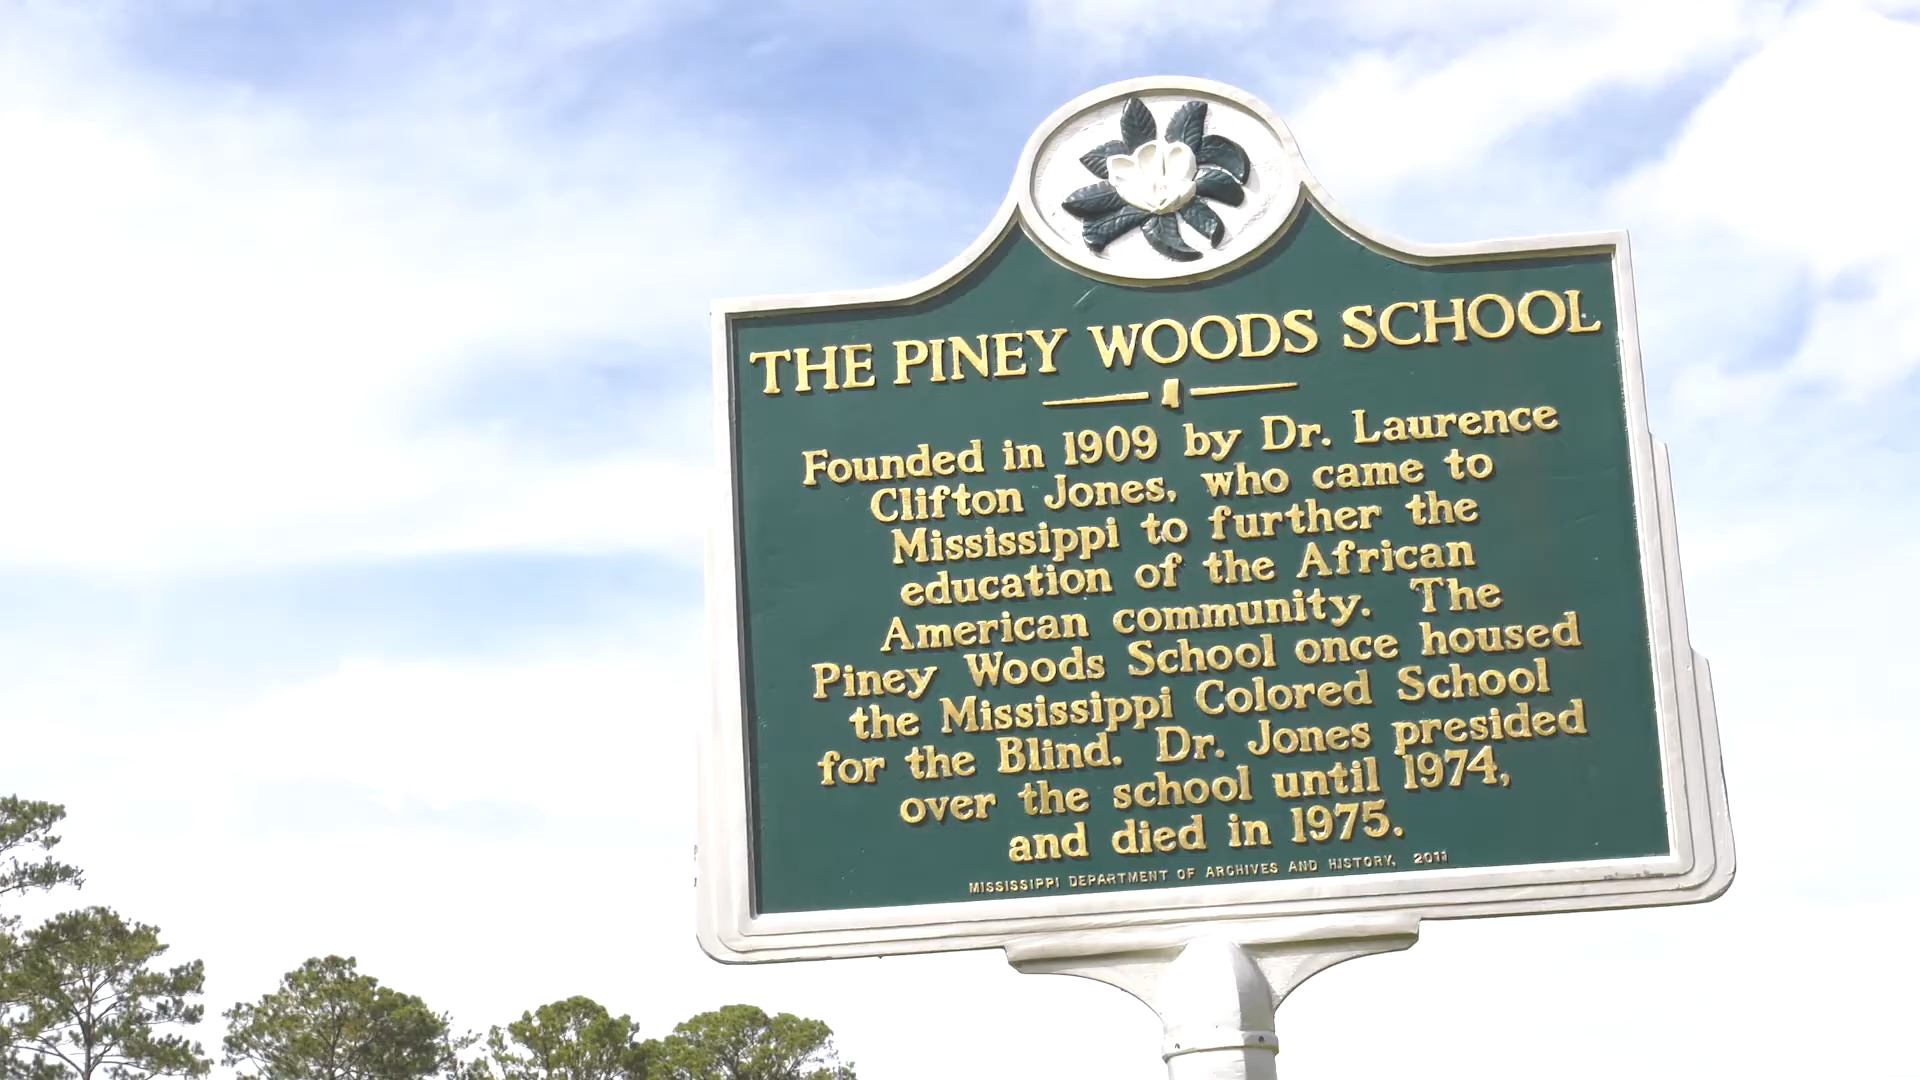 THE PINEY WOODS SCHOOL
Founded in 1909 by Dr. Laurence
Clifton Jones, who came to
Mississippi to further the
education of the African
American community. The
Piney Woods School once housed
the Mississippi Colored School
for the Blind. Dr. Jones presided
over the school until 1974,
and died in 1975.
MISSISSIPPI DEPARTMENT OF ARCHIVES AND HISTORY, 2011